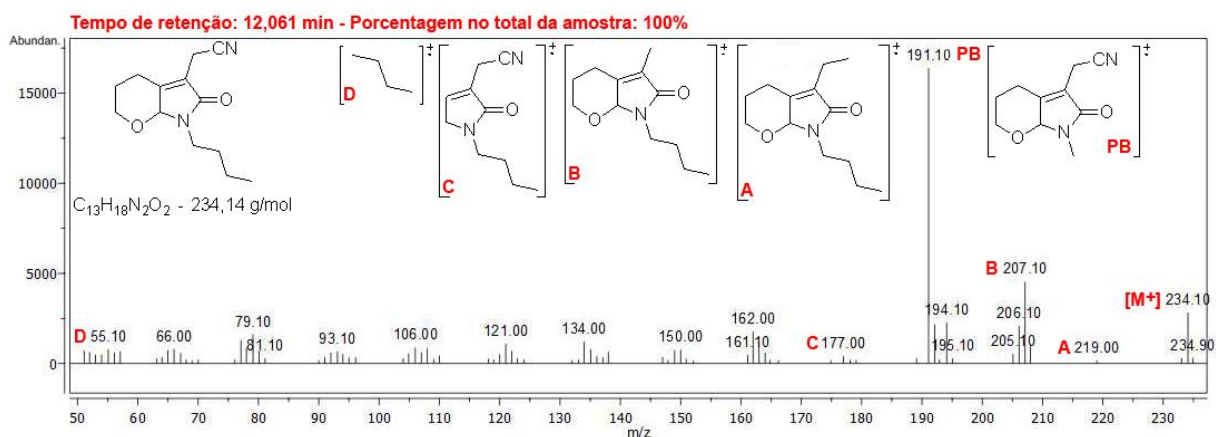 Tempo de retenção: 12,061 min - Porcentagem no total da amostra: 100%
Abundan.
15000
10000
5000
0
CN
O
O
N
C₁₃H₁₈N₂O₂ - 234,14 g/mol
D
CN
O
N
C
O
O
N
B
O
O
N
A
CN
O
O
N
PB
191.10 PB
B 207.10
[M⁺] 234.10
D 55.10
66.00
79.10
81.10
93.10
106.00
121.00
134.00
150.00
162.00
161.10
C 177.00
194.10
195.10
206.10
205.10
A 219.00
234.90
50 60 70 80 90 100 110 120 130 140 150 160 170 180 190 200 210 220 230
m/z